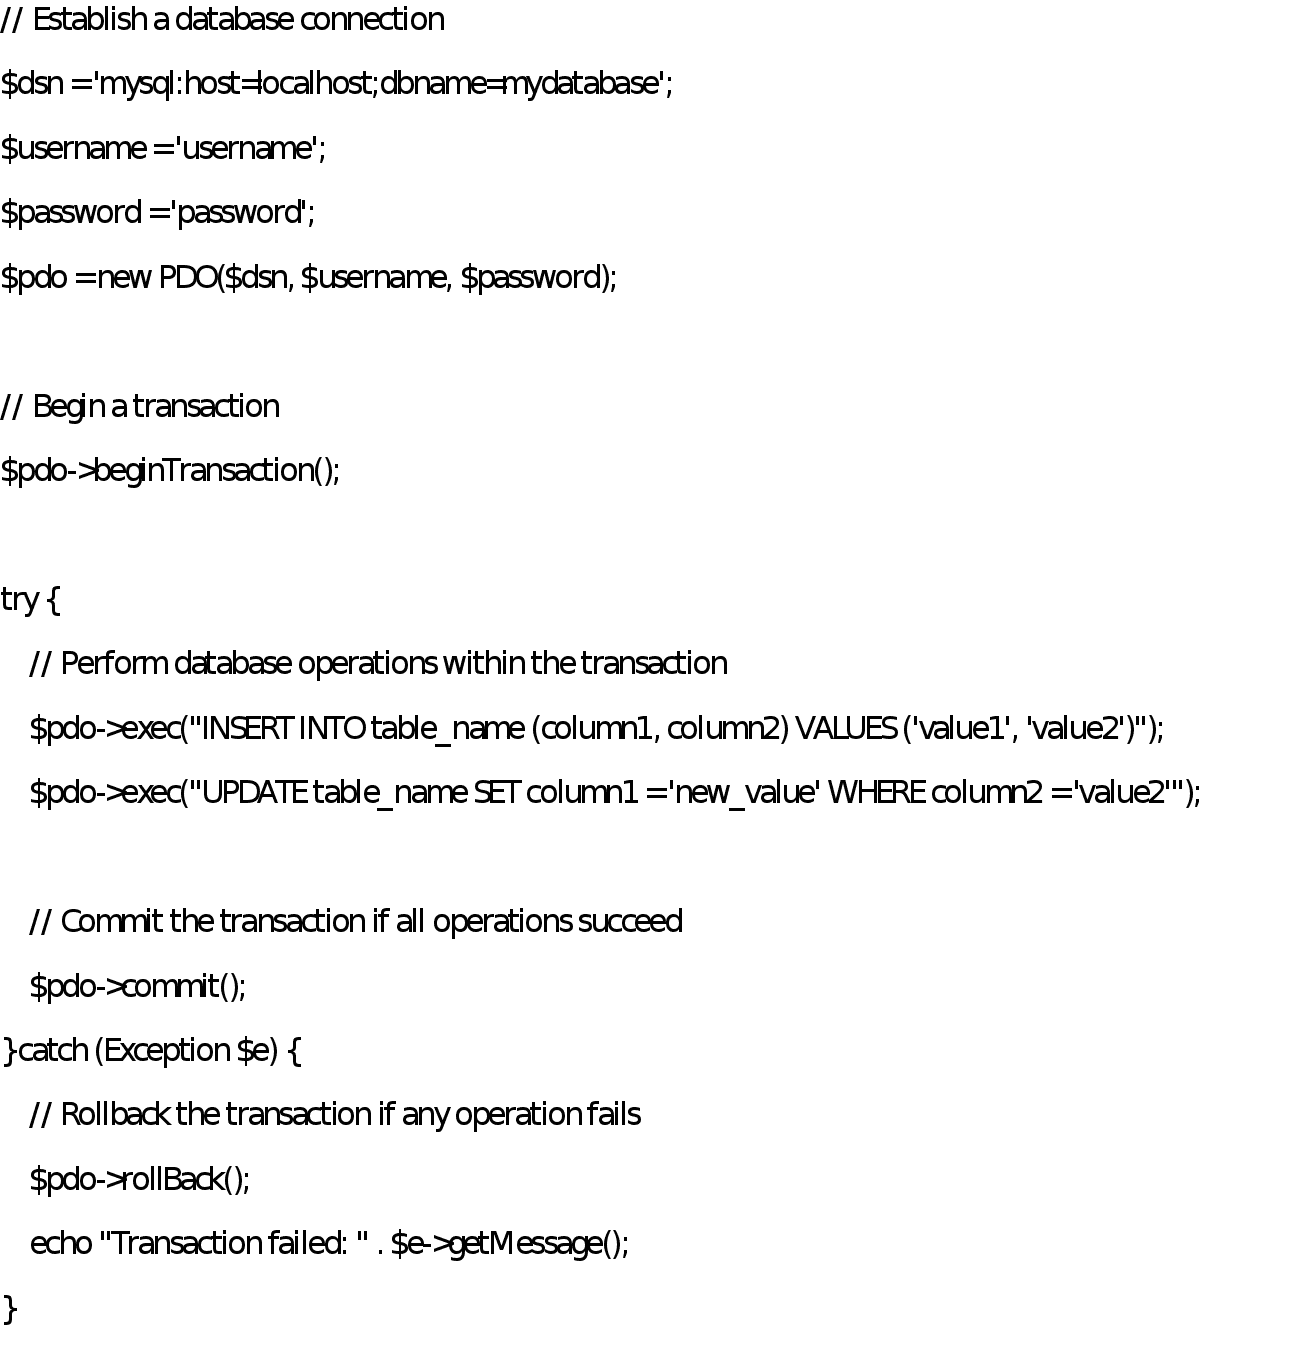 // Establish a database connection
$dsn = 'mysql:host=localhost;dbname=mydatabase';
$username = 'username';
$password = 'password';
$pdo = new PDO($dsn, $username, $password);
// Begin a transaction
$pdo->beginTransaction();
try {
// Perform database operations within the transaction
$pdo->exec("INSERT INTO table_name (column1, column2) VALUES ('value1', 'value2')");
$pdo->exec("UPDATE table_name SET column1 = 'new_value' WHERE column2 = 'value2'");
// Commit the transaction if all operations succeed
$pdo->commit();
} catch (Exception $e) {
// Rollback the transaction if any operation fails
$pdo->rollBack();
echo "Transaction failed: " . $e->getMessage();
}